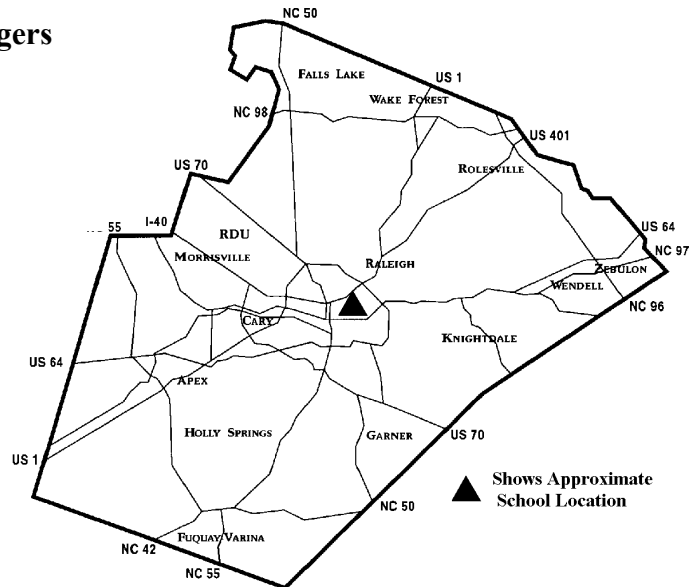 gers
NC 50
FALLS LAKE
US 1
WAKE FOREST
NC 98
US 401
US 70
ROLESVILLE
55
I-40
RDU
MORRISVILLE
RALEIGH
US 64
NC 97
ZEBULON
WENDELL
NC 96
CARY
KNIGHTDALE
US 64
APEX
HOLLY SPRINGS
GARNER
US 70
US 1
Shows Approximate
School Location
NC 50
NC 42
FUQUAY VARINA
NC 55